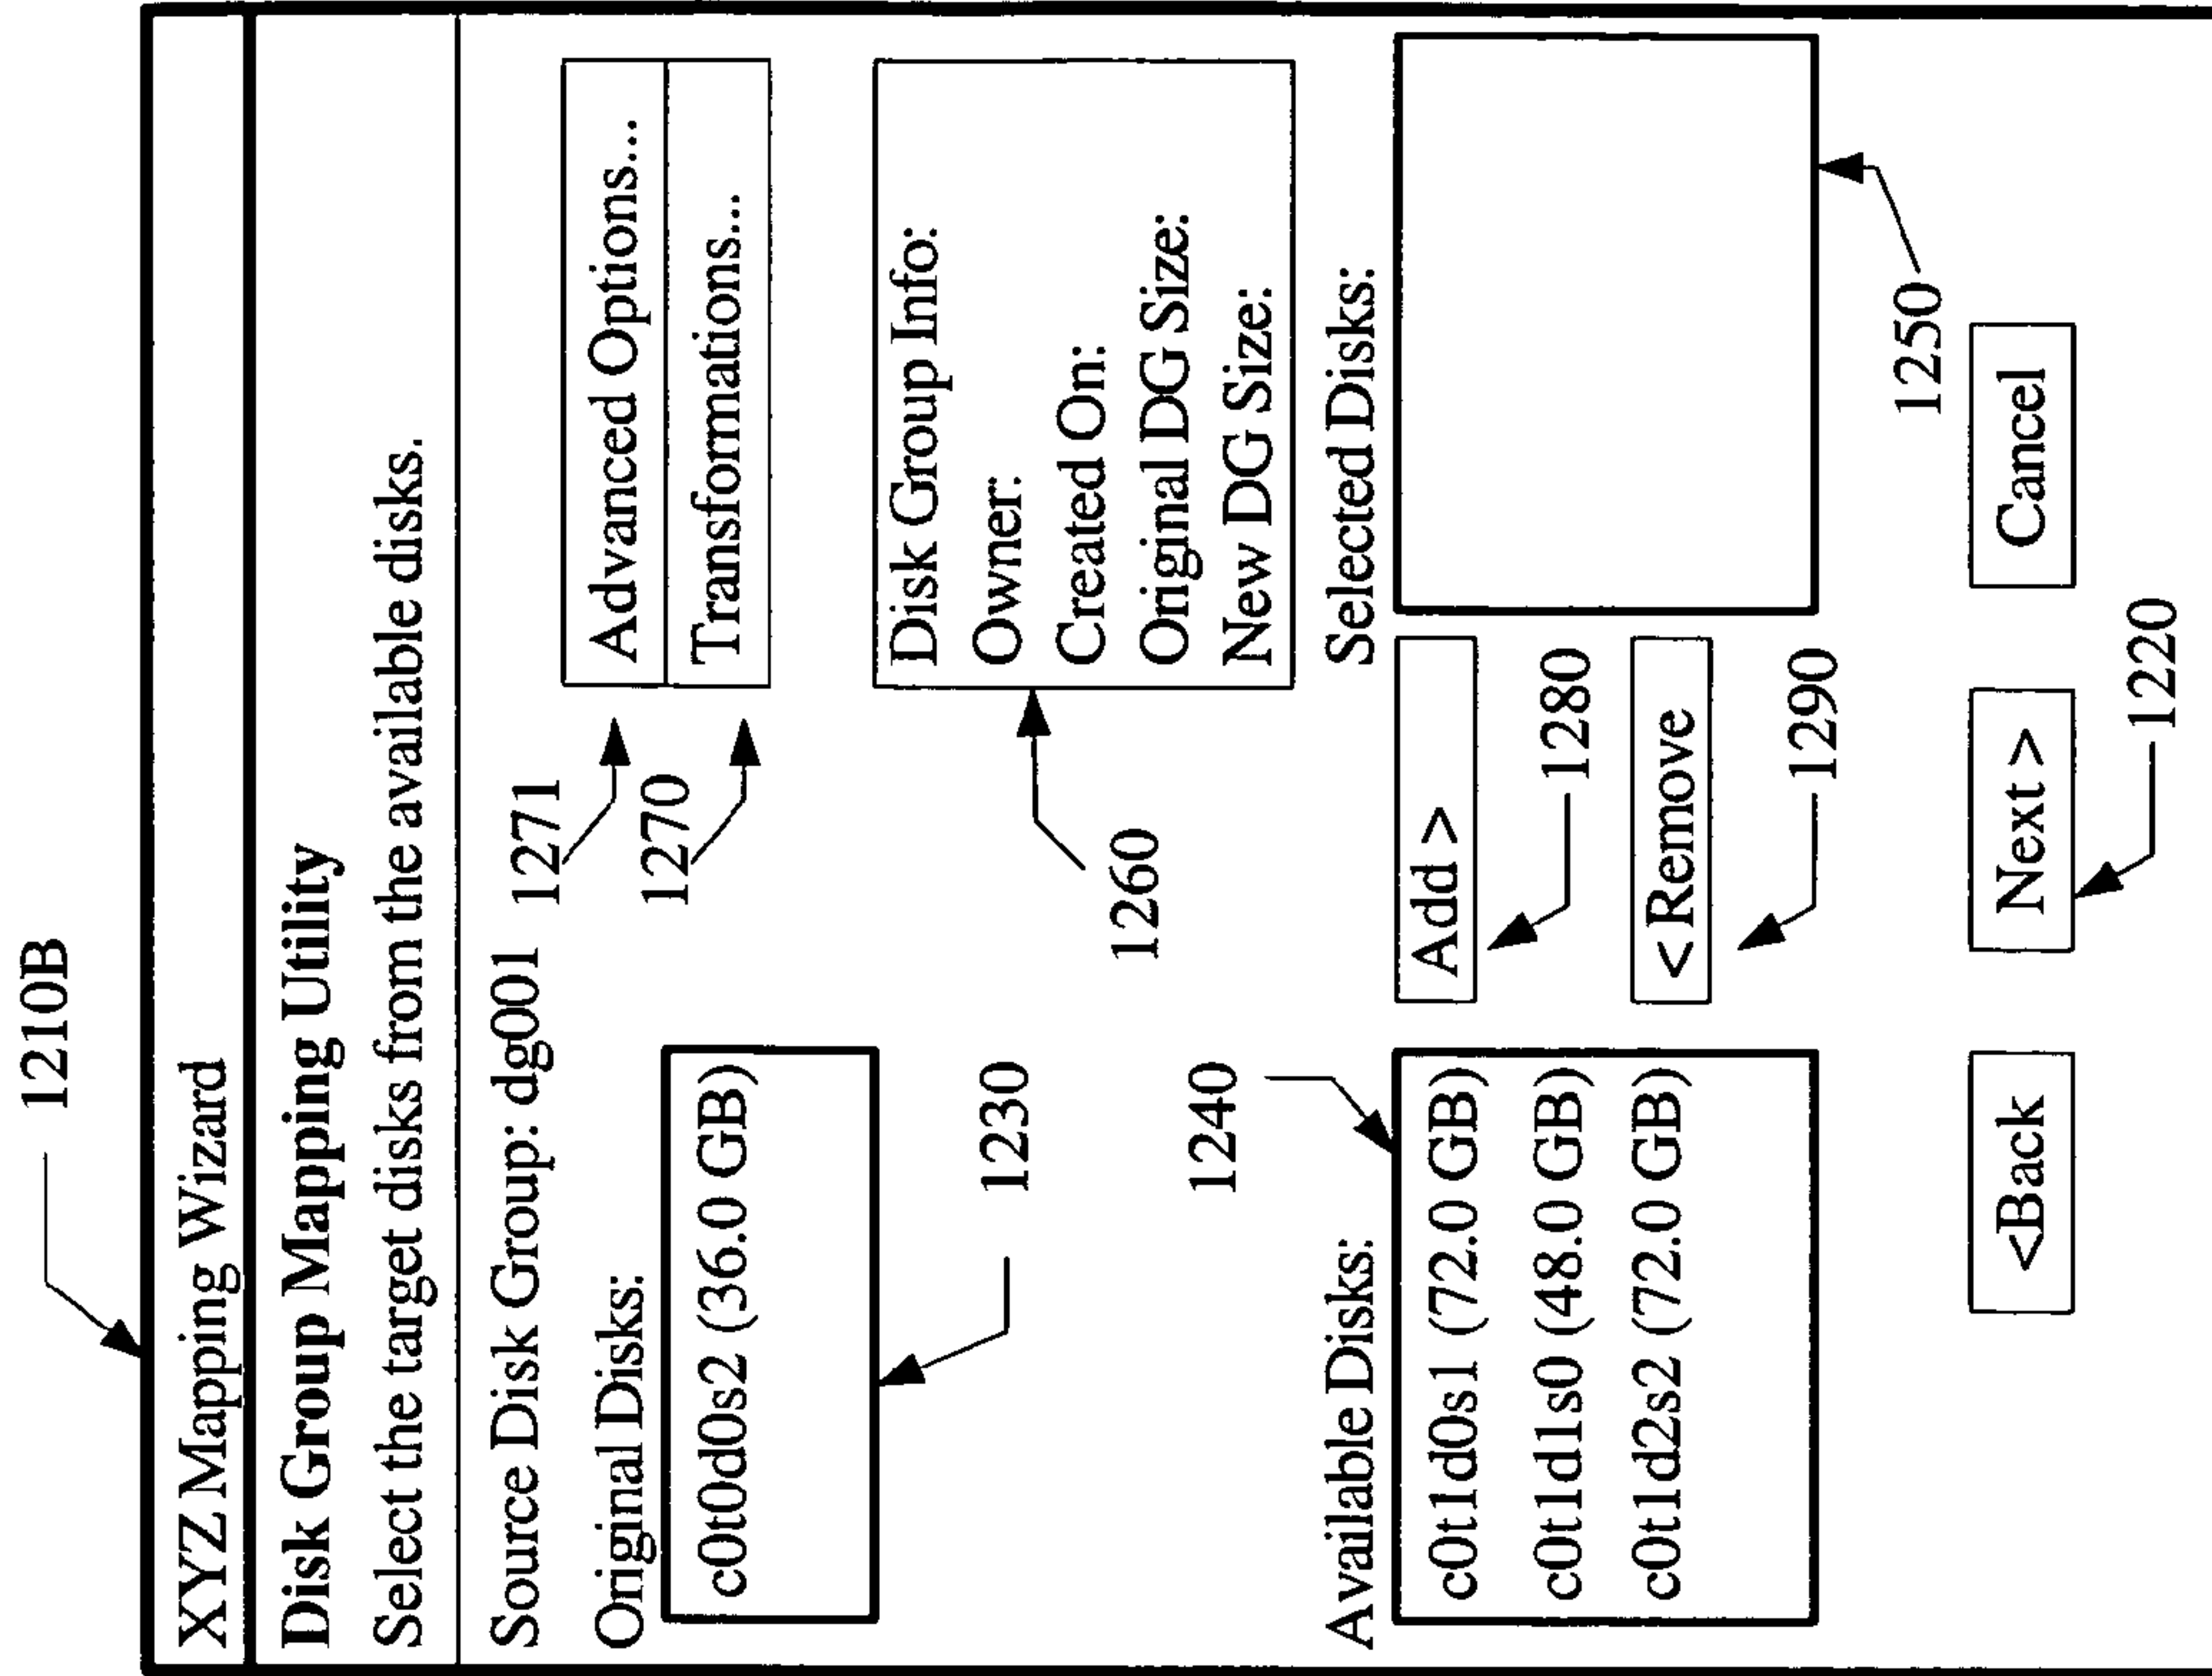 1210B
XYZ Mapping Wizard
Disk Group Mapping Utility
Select the target disks from the available disks.
Source Disk Group: dg001
1271
Advanced Options...
Original Disks:
1270
Transformations...
c0t0d0s2 (36.0 GB)
1230
1260
Disk Group Info:
Owner:
Created On:
Original DG Size:
New DG Size:
1240
Available Disks:
Selected Disks:
c0t1d0s1 (72.0 GB)
c0t1d1s0 (48.0 GB)
c0t1d2s2 (72.0 GB)
Add >
1280
<Remove
1290
1250
<Back
Next >
Cancel
1220